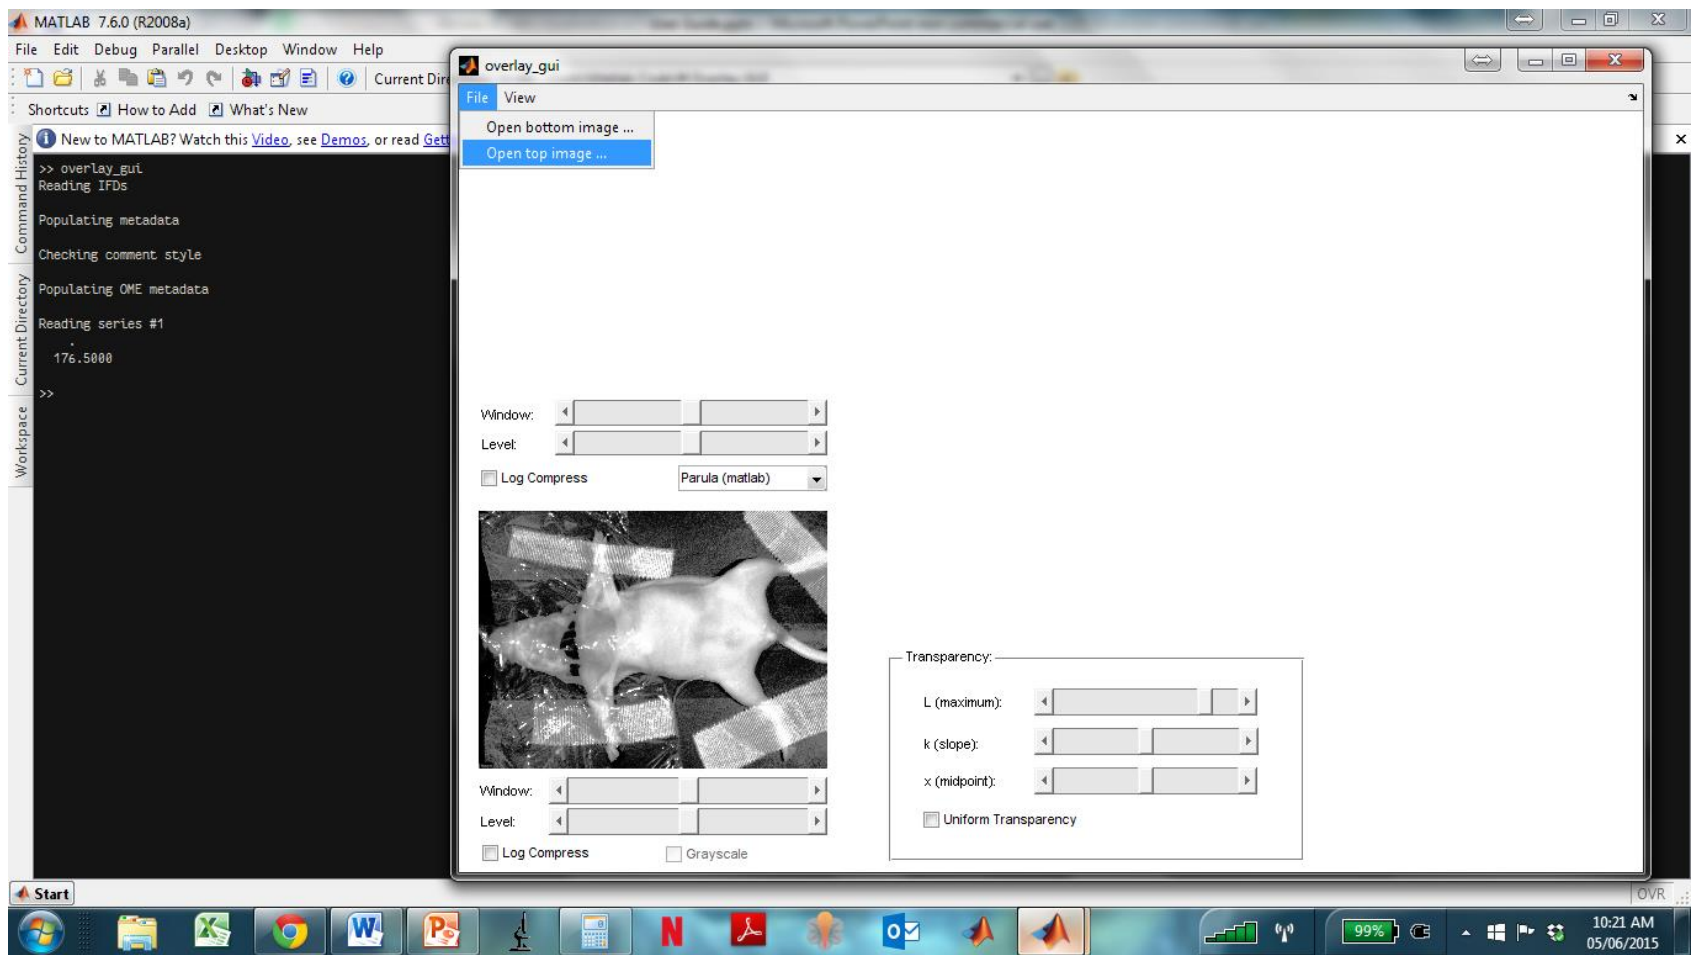 MATLAB 7.6.0 (R2008a)
File Edit Debug Parallel Desktop Window Help
Current Dire
Shortcuts How to Add What's New
New to MATLAB? Watch this Video, see Demos, or read Gett
Command History
Current Directory
Workspace
>> overlay_gui
Reading IFDs
Populating metadata
Checking comment style
Populating OME metadata
Reading series #1
.
176.5000
>>
overlay_gui
File View
Open bottom image ...
Open top image ...
Window:
Level:
Log Compress Parula (matlab)
Window:
Level:
Log Compress Grayscale
Transparency:
L (maximum):
k (slope):
x (midpoint):
Uniform Transparency
Start
OVR
99%
10:21 AM
05/06/2015